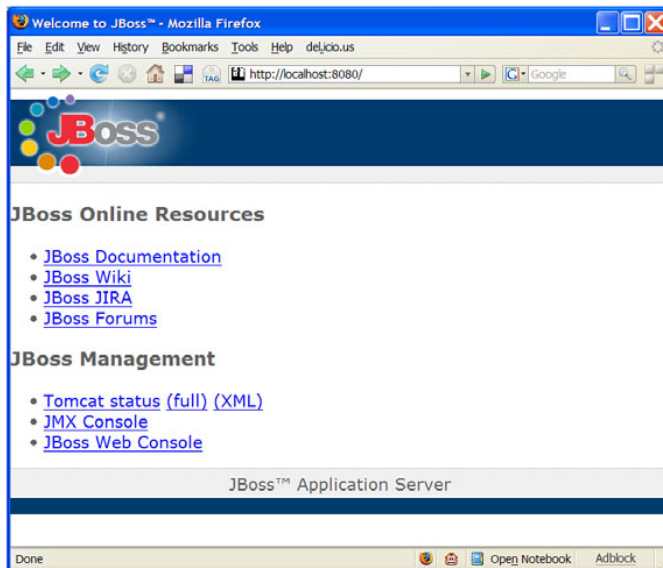 Welcome to JBoss™ - Mozilla Firefox
File Edit View History Bookmarks Tools Help del.icio.us
TAG http://localhost:8080/ G Google
JBoss®
JBoss Online Resources
• JBoss Documentation
• JBoss Wiki
• JBoss JIRA
• JBoss Forums
JBoss Management
• Tomcat status (full) (XML)
• JMX Console
• JBoss Web Console
JBoss™ Application Server
Done Open Notebook Adblock